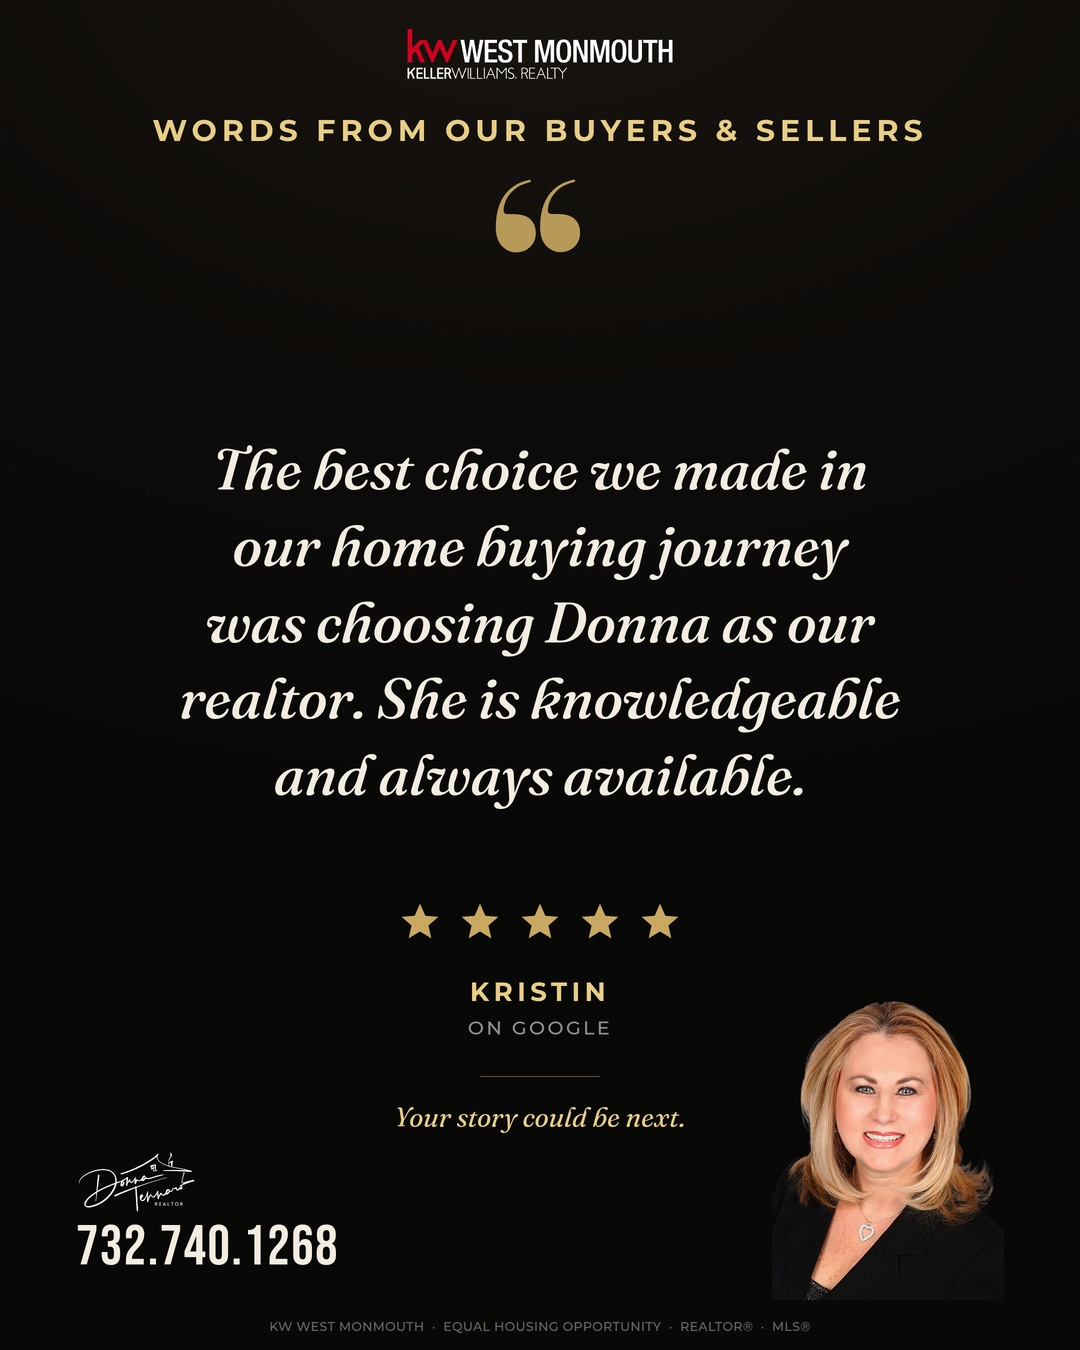 kw WEST MONMOUTH
KELLERWILLIAMS. REALTY
WORDS FROM OUR BUYERS & SELLERS
“
The best choice we made in
our home buying journey
was choosing Donna as our
realtor. She is knowledgeable
and always available.
KRISTIN
ON GOOGLE
Your story could be next.
Donna
Tennard
REALTOR
732.740.1268
KW WEST MONMOUTH · EQUAL HOUSING OPPORTUNITY · REALTOR® · MLS®